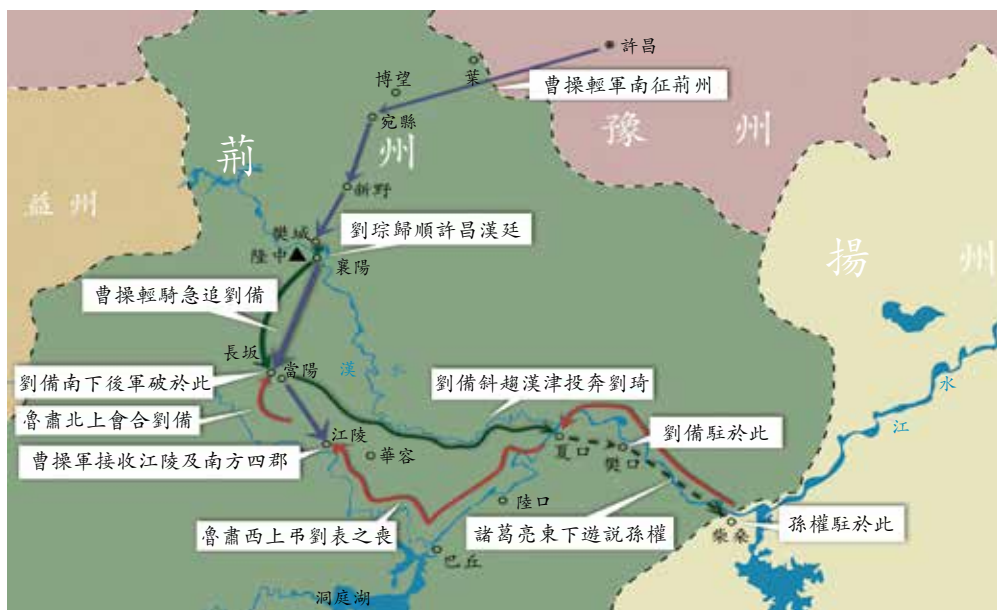 許昌
葉
博望
曹操輕軍南征荊州
宛縣
豫 州
荊 州
益 州
新野
樊城
劉琮歸順許昌漢廷
隆中
襄陽
揚 州
曹操輕騎急追劉備
長坂
當陽
漢 水
劉備南下後軍破於此
劉備斜趨漢津投奔劉琦
水
江
魯肅北上會合劉備
江陵
夏口
樊口
劉備駐於此
華容
曹操軍接收江陵及南方四郡
陸口
魯肅西上弔劉表之喪
諸葛亮東下遊說孫權
柴桑
孫權駐於此
巴丘
洞庭湖